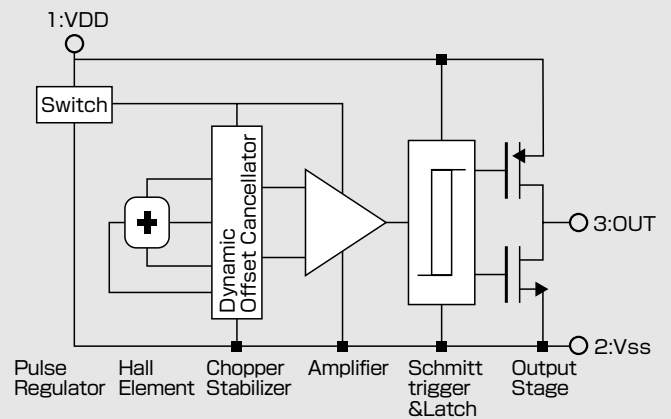 1:VDD
Switch
Dynamic
Offset Cancellator
3:OUT
2:Vss
Pulse
Regulator
Hall
Element
Chopper
Stabilizer
Amplifier
Schmitt
trigger
&Latch
Output
Stage